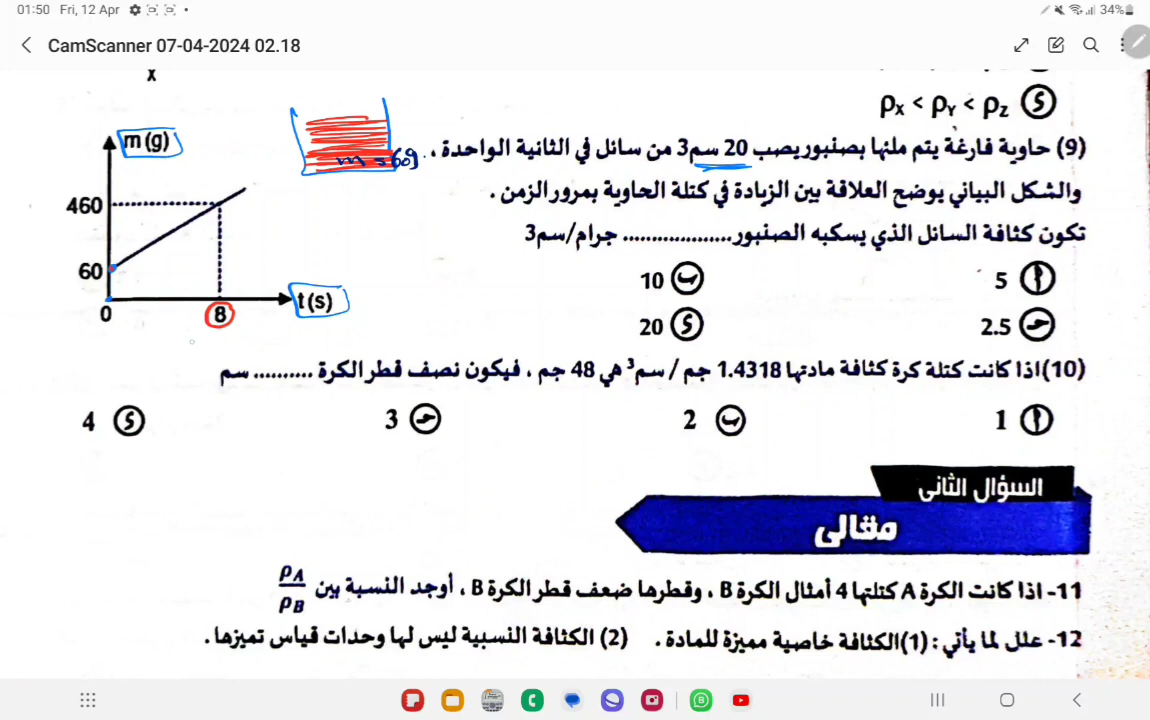 01:50 Fri, 12 Apr 34%
CamScanner 07-04-2024 02.18
x
ρX < ρY < ρZ (د)
(9) حاوية فارغة يتم ملئها بصنبور يصب 20 سم3 من سائل في الثانية الواحدة ،
والشكل البياني يوضح العلاقة بين الزيادة في كتلة الحاوية بمرور الزمن .
تكون كثافة السائل الذي يسكبه الصنبور.................. جرام/سم3
(أ) 5 (ب) 10
(ج) 2.5 (د) 20
m (g)
460
60
0
8
t (s)
m = 60g
(10)اذا كانت كتلة كرة كثافة مادتها 1.4318 جم / سم³ هي 48 جم ، فيكون نصف قطر الكرة .......... سم
(أ) 1 (ب) 2 (ج) 3 (د) 4
السؤال الثانى
مقالى
11- اذا كانت الكرة A كتلتها 4 أمثال الكرة B ، وقطرها ضعف قطر الكرة B ، أوجد النسبة بين ρA/ρB
12- علل لما يأتي : (1)الكثافة خاصية مميزة للمادة . (2) الكثافة النسبية ليس لها وحدات قياس تميزها .